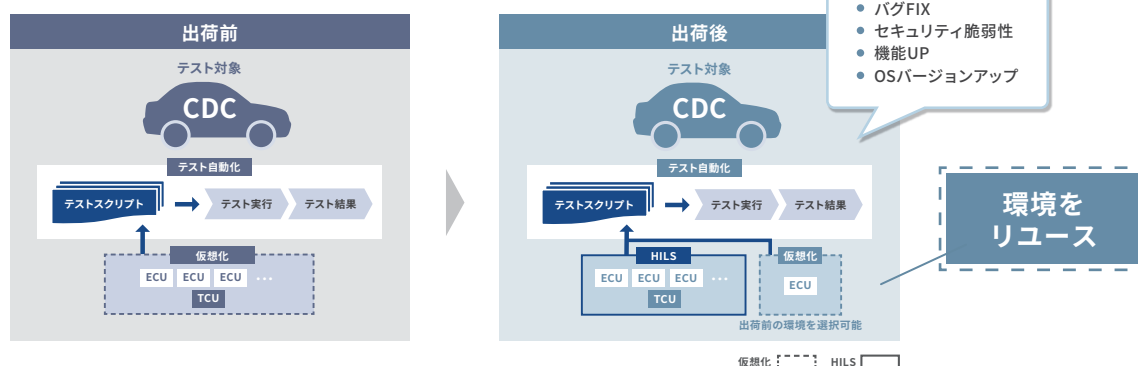 出荷前
テスト対象
CDC
テスト自動化
テストスクリプト
テスト実行
テスト結果
仮想化
ECU ECU ECU ...
TCU
出荷後
テスト対象
CDC
テスト自動化
テストスクリプト
テスト実行
テスト結果
HILS
ECU ECU ECU ...
TCU
仮想化
ECU
出荷前の環境を選択可能
バグFIX
セキュリティ脆弱性
機能UP
OSバージョンアップ
環境を
リユース
仮想化
HILS